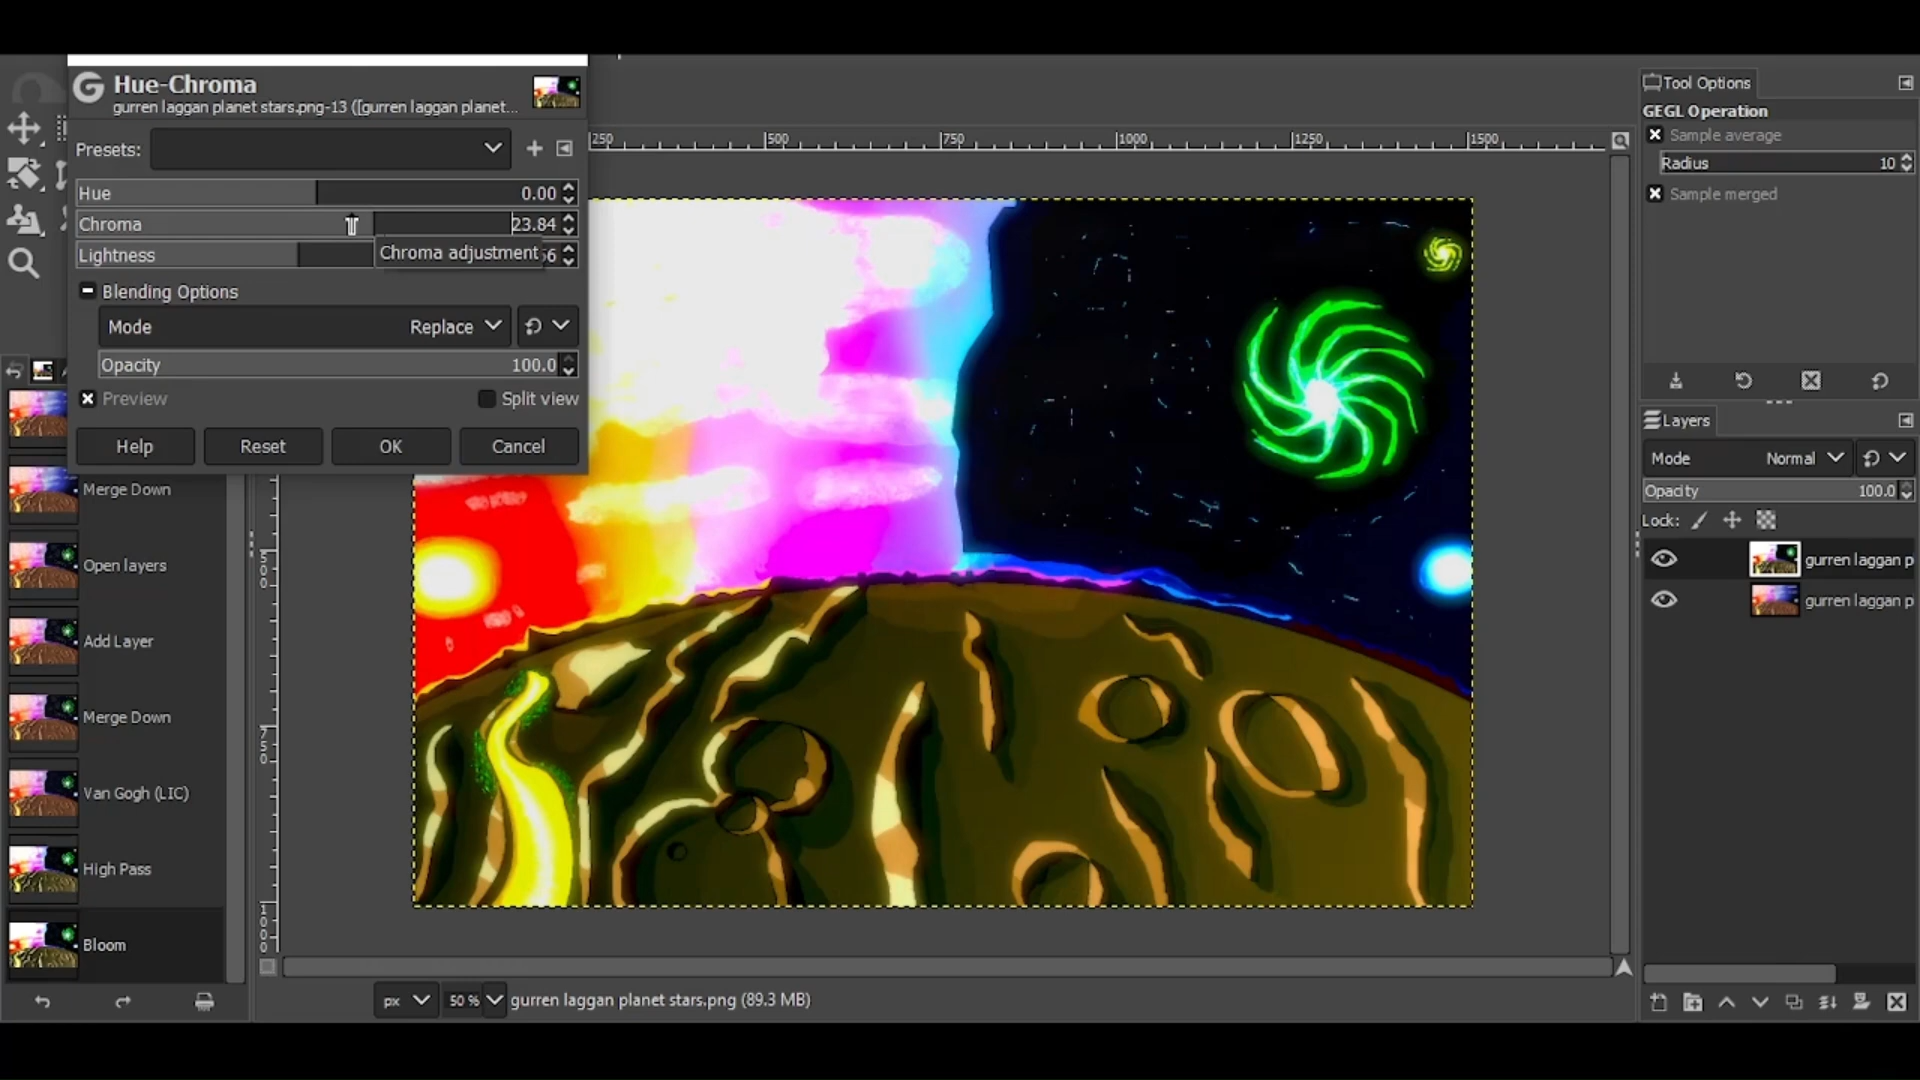 Hue-Chroma
gurren laggan planet stars.png-13 ([gurren laggan planet...
Presets:
Hue 0.00
Chroma 23.84
Lightness 56
Chroma adjustment
Blending Options
Mode Replace
Opacity 100.0
Preview Split view
Help Reset OK Cancel
Merge Down
Open layers
Add Layer
Merge Down
Van Gogh (LIC)
High Pass
Bloom
250 500 750 1000 1250 1500
500
750
1000
px 50 % gurren laggan planet stars.png (89.3 MB)
Tool Options
GEGL Operation
Sample average
Radius 10
Sample merged
Layers
Mode Normal
Opacity 100.0
Lock:
gurren laggan p
gurren laggan p